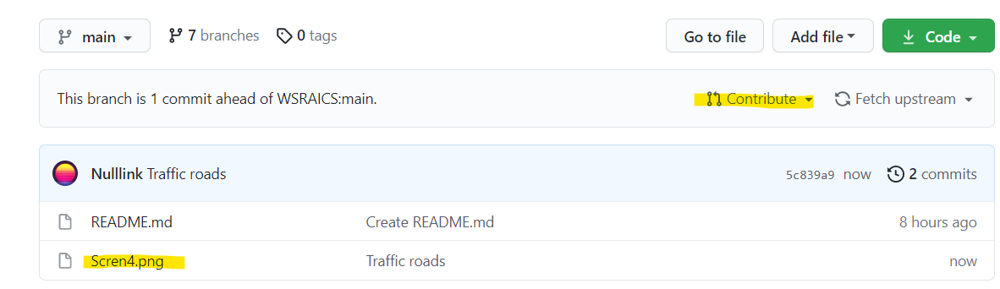 main 7 branches 0 tags Go to file Add file Code
This branch is 1 commit ahead of WSRAICS:main. Contribute Fetch upstream
Nulllink Traffic roads 5c839a9 now 2 commits
README.md Create README.md 8 hours ago
Scren4.png Traffic roads now